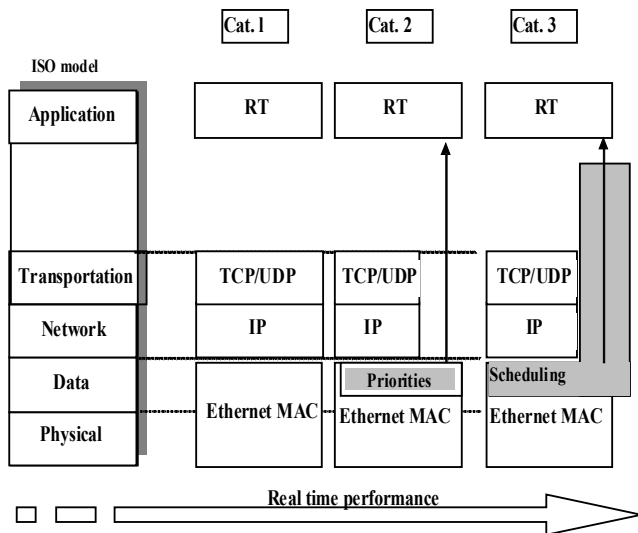 Cat. 1 Cat. 2 Cat. 3
ISO model
Application RT RT RT
Transportation TCP/UDP TCP/UDP TCP/UDP
Network IP IP IP
Data Priorities Scheduling
Ethernet MAC Ethernet MAC Ethernet MAC
Physical
Real time performance